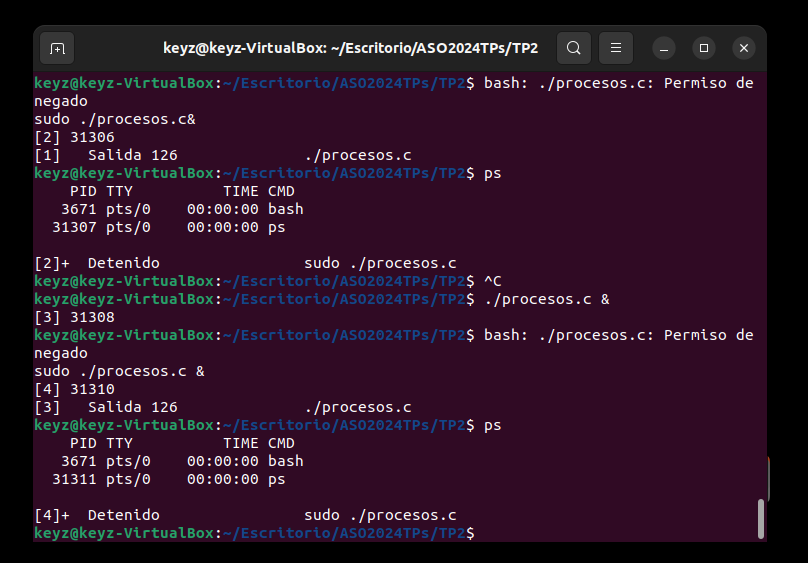 keyz@keyz-VirtualBox: ~/Escritorio/ASO2024TPs/TP2
keyz@keyz-VirtualBox:~/Escritorio/ASO2024TPs/TP2$ bash: ./procesos.c: Permiso de
negado
sudo ./procesos.c&
[2] 31306
[1]   Salida 126              ./procesos.c
keyz@keyz-VirtualBox:~/Escritorio/ASO2024TPs/TP2$ ps
    PID TTY          TIME CMD
   3671 pts/0    00:00:00 bash
  31307 pts/0    00:00:00 ps

[2]+  Detenido                sudo ./procesos.c
keyz@keyz-VirtualBox:~/Escritorio/ASO2024TPs/TP2$ ^C
keyz@keyz-VirtualBox:~/Escritorio/ASO2024TPs/TP2$ ./procesos.c &
[3] 31308
keyz@keyz-VirtualBox:~/Escritorio/ASO2024TPs/TP2$ bash: ./procesos.c: Permiso de
negado
sudo ./procesos.c &
[4] 31310
[3]   Salida 126              ./procesos.c
keyz@keyz-VirtualBox:~/Escritorio/ASO2024TPs/TP2$ ps
    PID TTY          TIME CMD
   3671 pts/0    00:00:00 bash
  31311 pts/0    00:00:00 ps

[4]+  Detenido                sudo ./procesos.c
keyz@keyz-VirtualBox:~/Escritorio/ASO2024TPs/TP2$